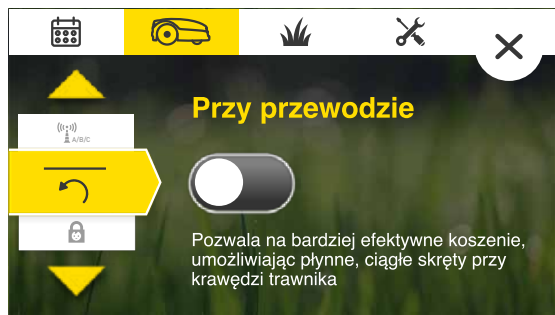 Przy przewodzie
A/B/C
Pozwala na bardziej efektywne koszenie,
umożliwiając płynne, ciągłe skręty przy
krawędzi trawnika